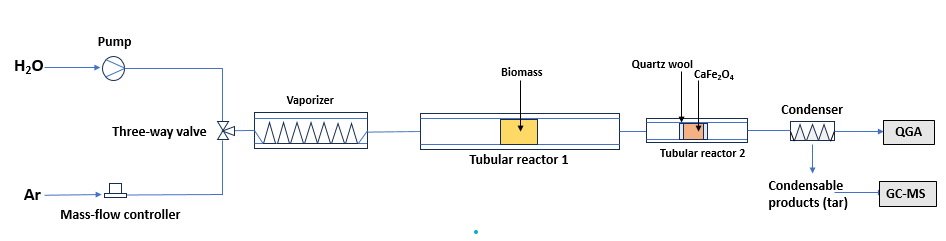 Pump
H₂O
Vaporizer
Three-way valve
Ar
Mass-flow controller
Biomass
Tubular reactor 1
Quartz wool
CaFe₂O₄
Tubular reactor 2
Condenser
QGA
Condensable
products (tar)
GC-MS